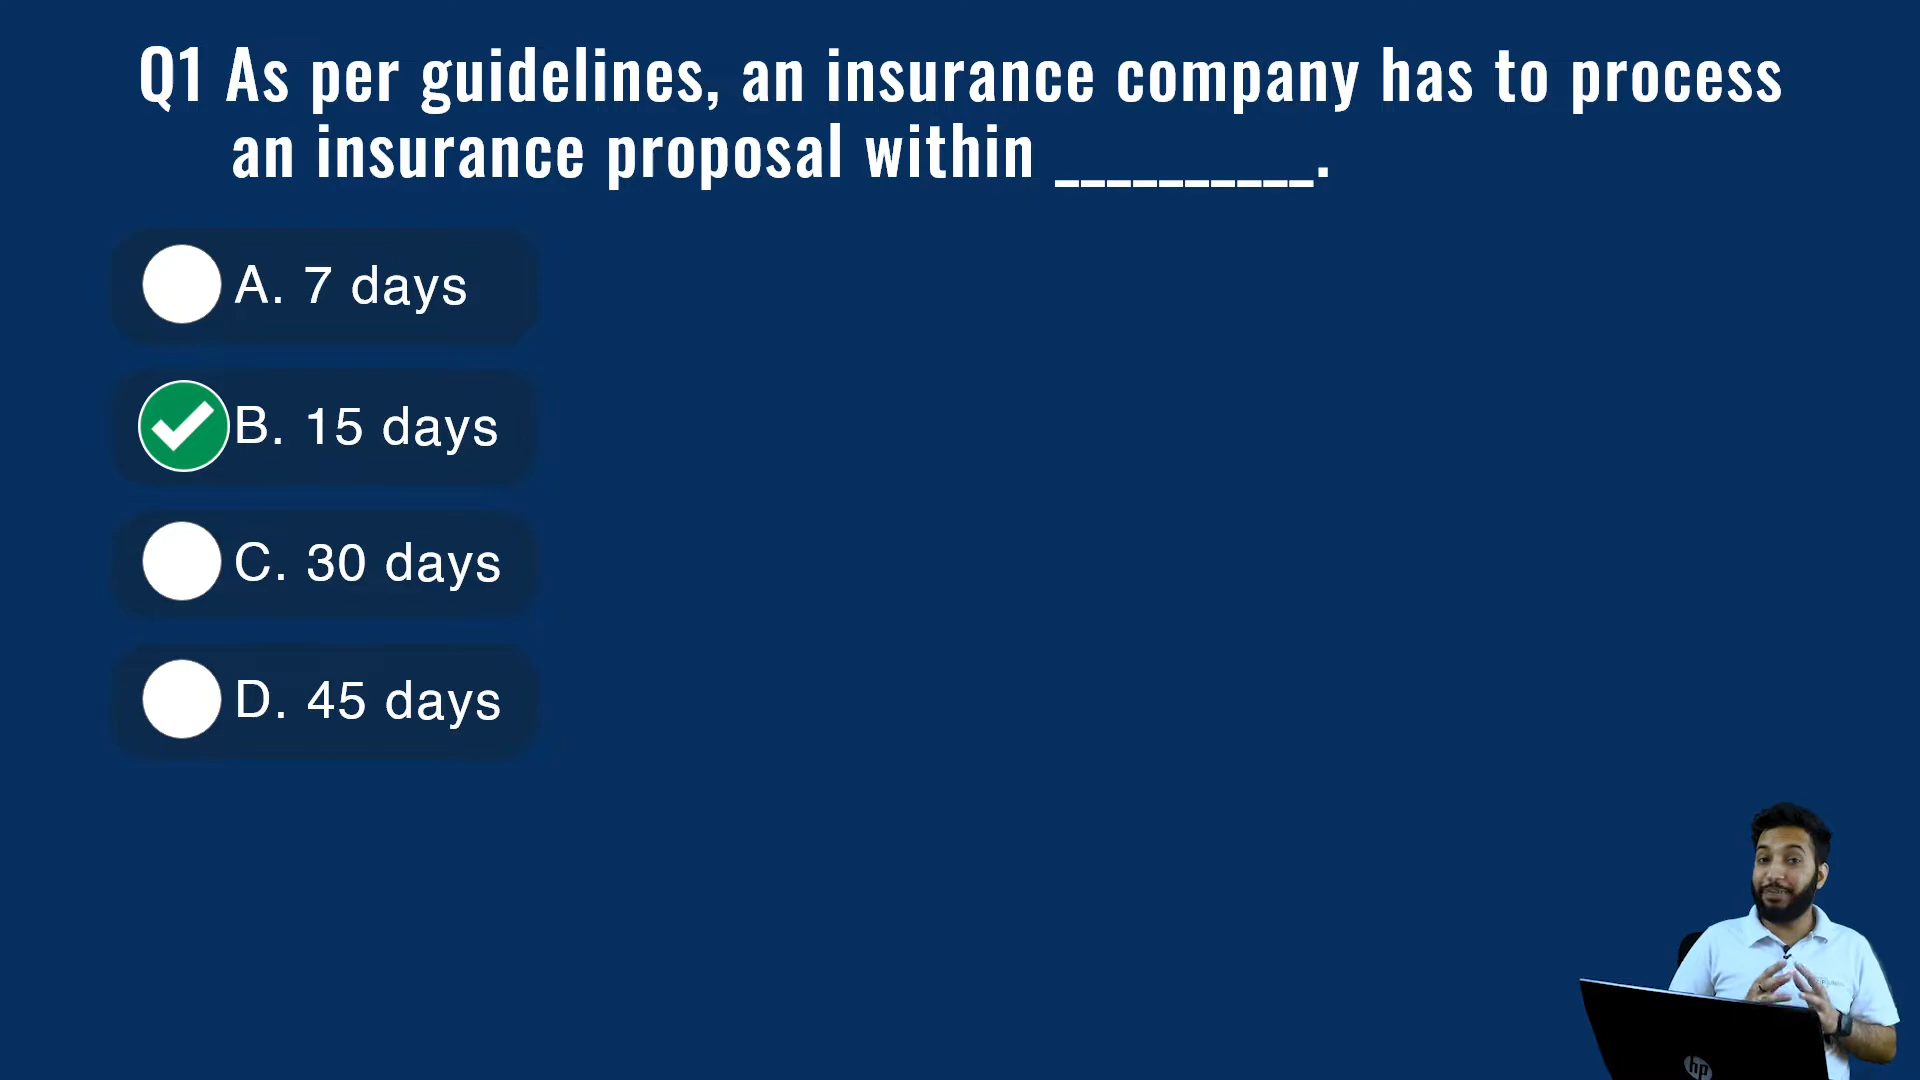 Q1 As per guidelines, an insurance company has to process
an insurance proposal within __________.
A. 7 days
B. 15 days
C. 30 days
D. 45 days
hp